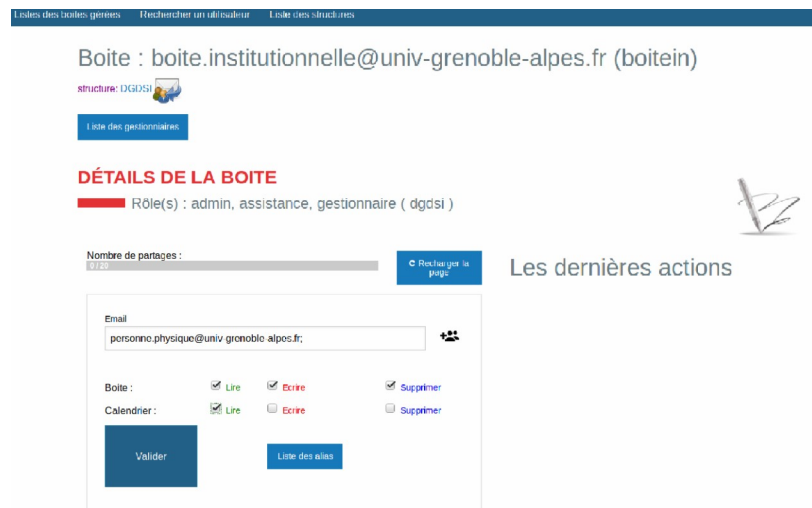 Listes des boites gérées Rechercher un utilisateur Liste des structures
Boite : boite.institutionnelle@univ-grenoble-alpes.fr (boitein)
structure: DGDSI
Liste des gestionnaires
DÉTAILS DE LA BOITE
Rôle(s) : admin, assistance, gestionnaire ( dgdsi )
Nombre de partages :
0 / 20
Recharger la
page
Les dernières actions
Email
personne.physique@univ-grenoble-alpes.fr;
Boite : Lire Ecrire Supprimer
Calendrier : Lire Ecrire Supprimer
Valider
Liste des alias